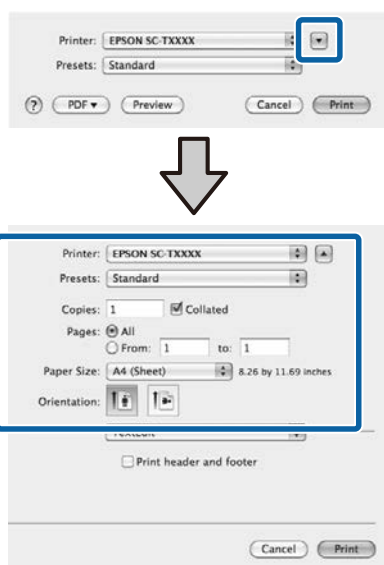 Printer: EPSON SC-TXXXX
Presets: Standard
? PDF Preview Cancel Print
Printer: EPSON SC-TXXXX
Presets: Standard
Copies: 1 Collated
Pages: All
From: 1 to: 1
Paper Size: A4 (Sheet) 8.26 by 11.69 inches
Orientation:
Print header and footer
Cancel Print